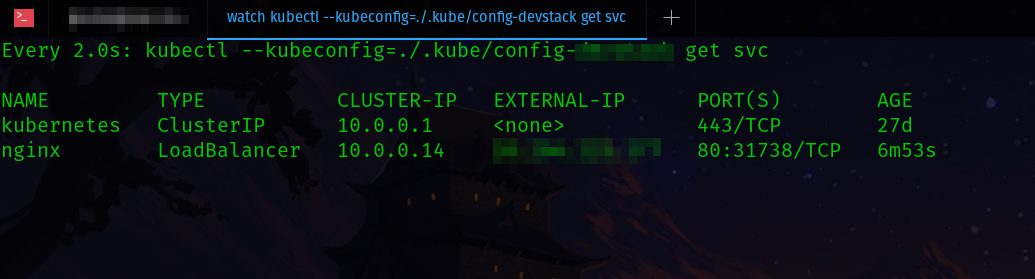 watch kubectl --kubeconfig=./.kube/config-devstack get svc
Every 2.0s: kubectl --kubeconfig=./.kube/config- get svc
NAME TYPE CLUSTER-IP EXTERNAL-IP PORT(S) AGE
kubernetes ClusterIP 10.0.0.1 <none> 443/TCP 27d
nginx LoadBalancer 10.0.0.14 80:31738/TCP 6m53s